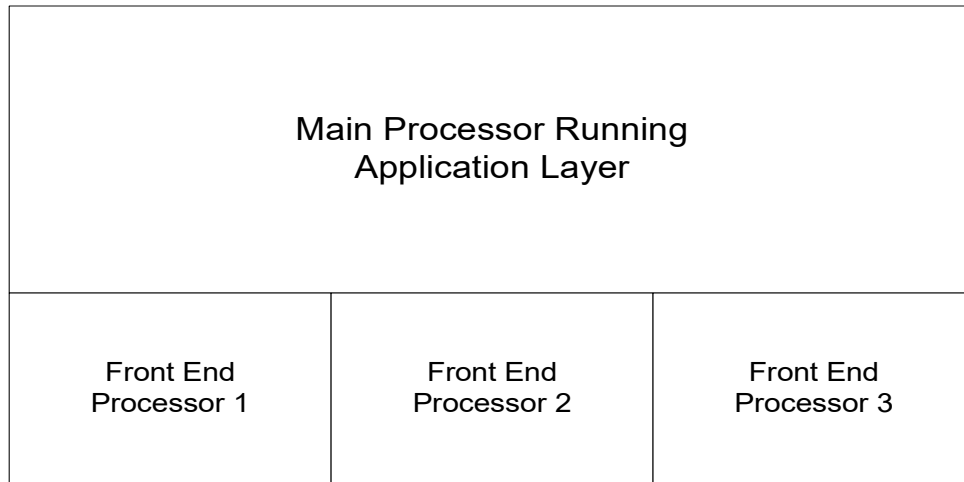 Main Processor Running
Application Layer
Front End
Processor 1
Front End
Processor 2
Front End
Processor 3